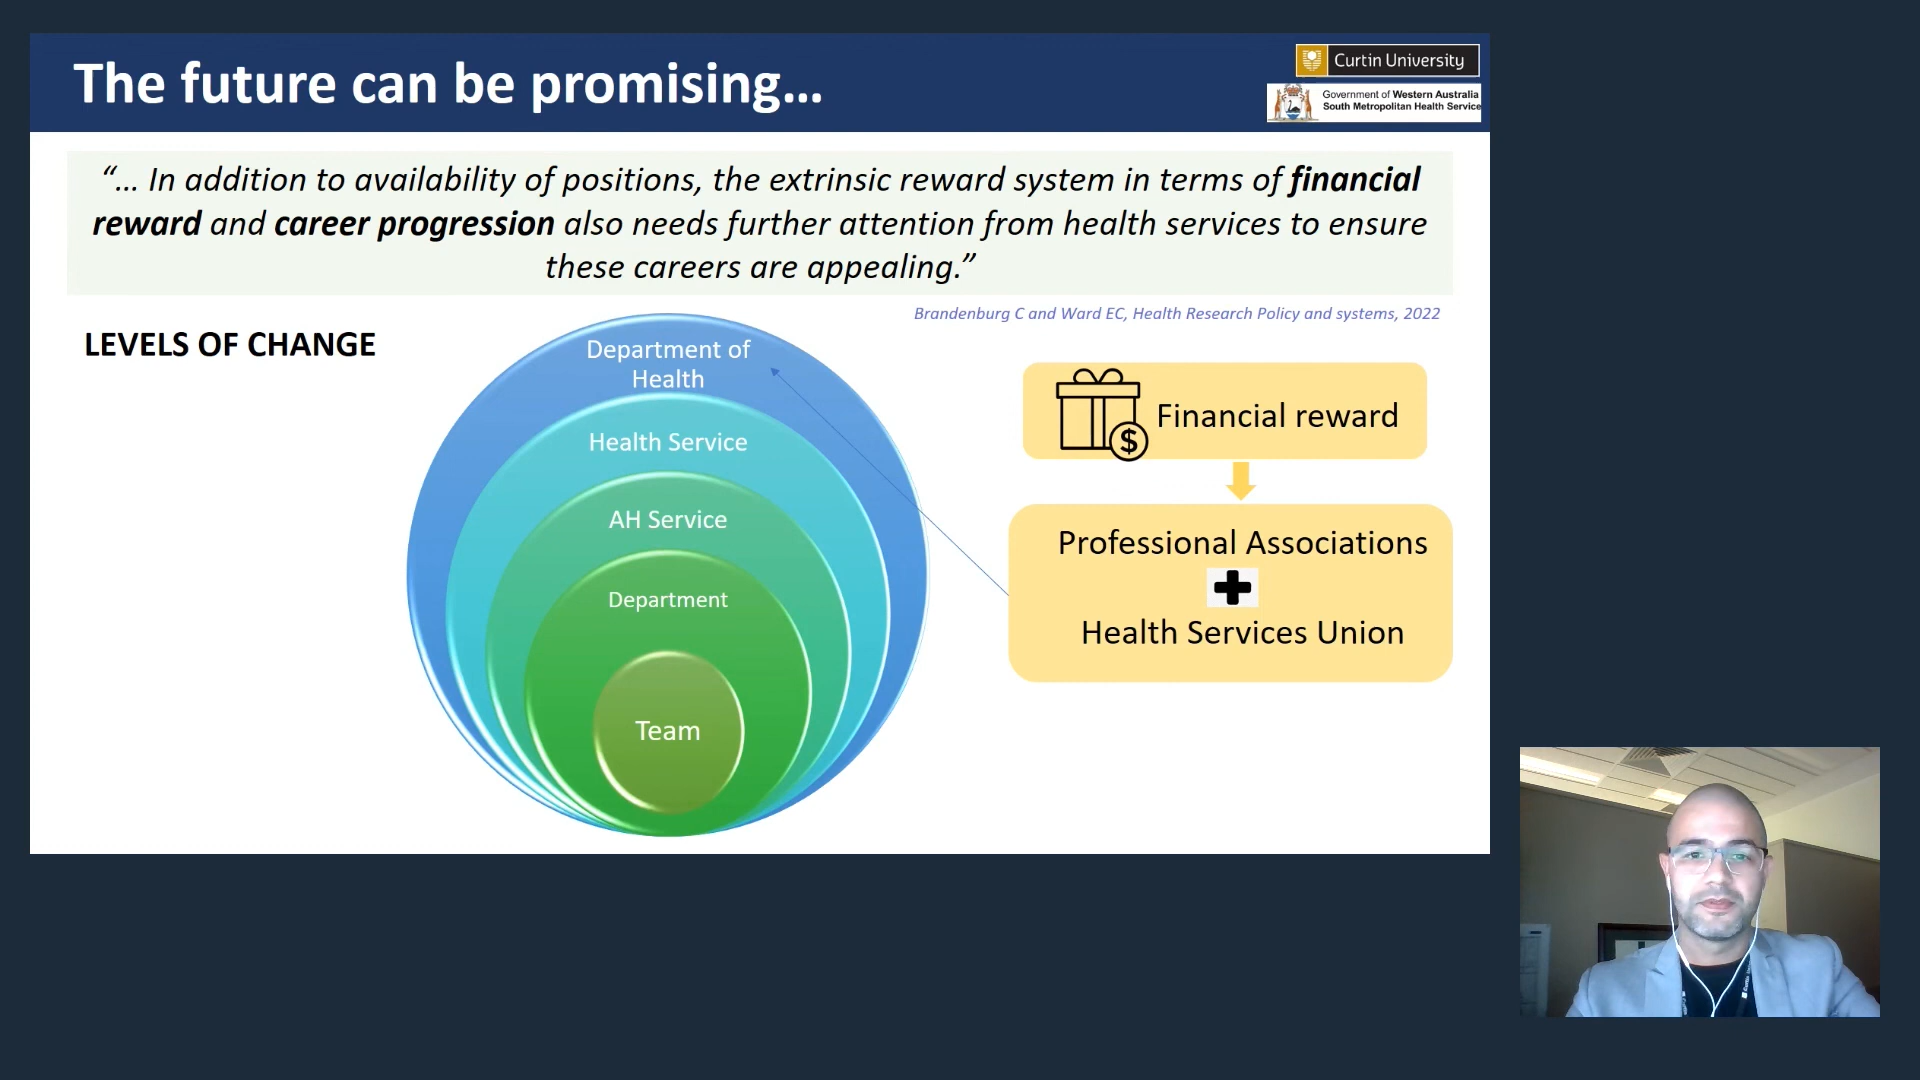 The future can be promising...
Curtin University
Government of Western Australia
South Metropolitan Health Service
“... In addition to availability of positions, the extrinsic reward system in terms of financial
reward and career progression also needs further attention from health services to ensure
these careers are appealing.”
Brandenburg C and Ward EC, Health Research Policy and systems, 2022
LEVELS OF CHANGE
Department of
Health
Health Service
AH Service
Department
Team
$
Financial reward
Professional Associations
Health Services Union